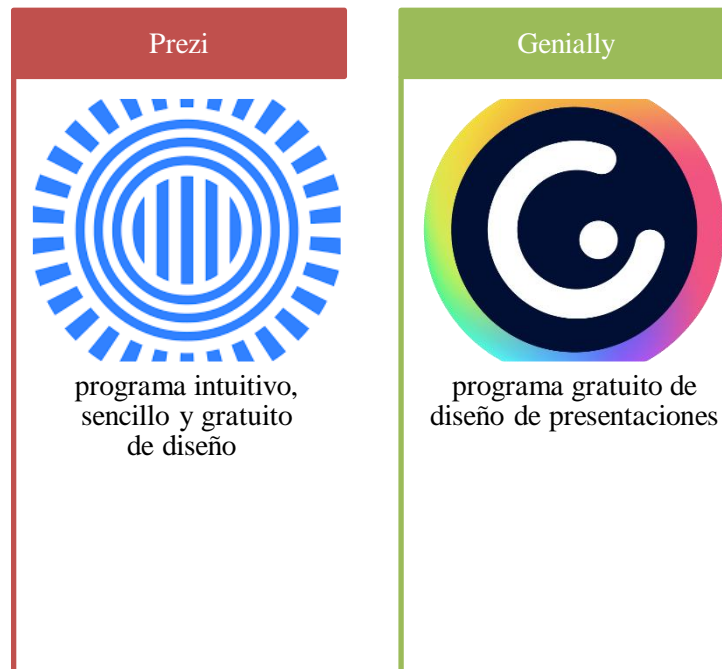 Prezi
programa intuitivo,
sencillo y gratuito
de diseño
Genially
programa gratuito de
diseño de presentaciones